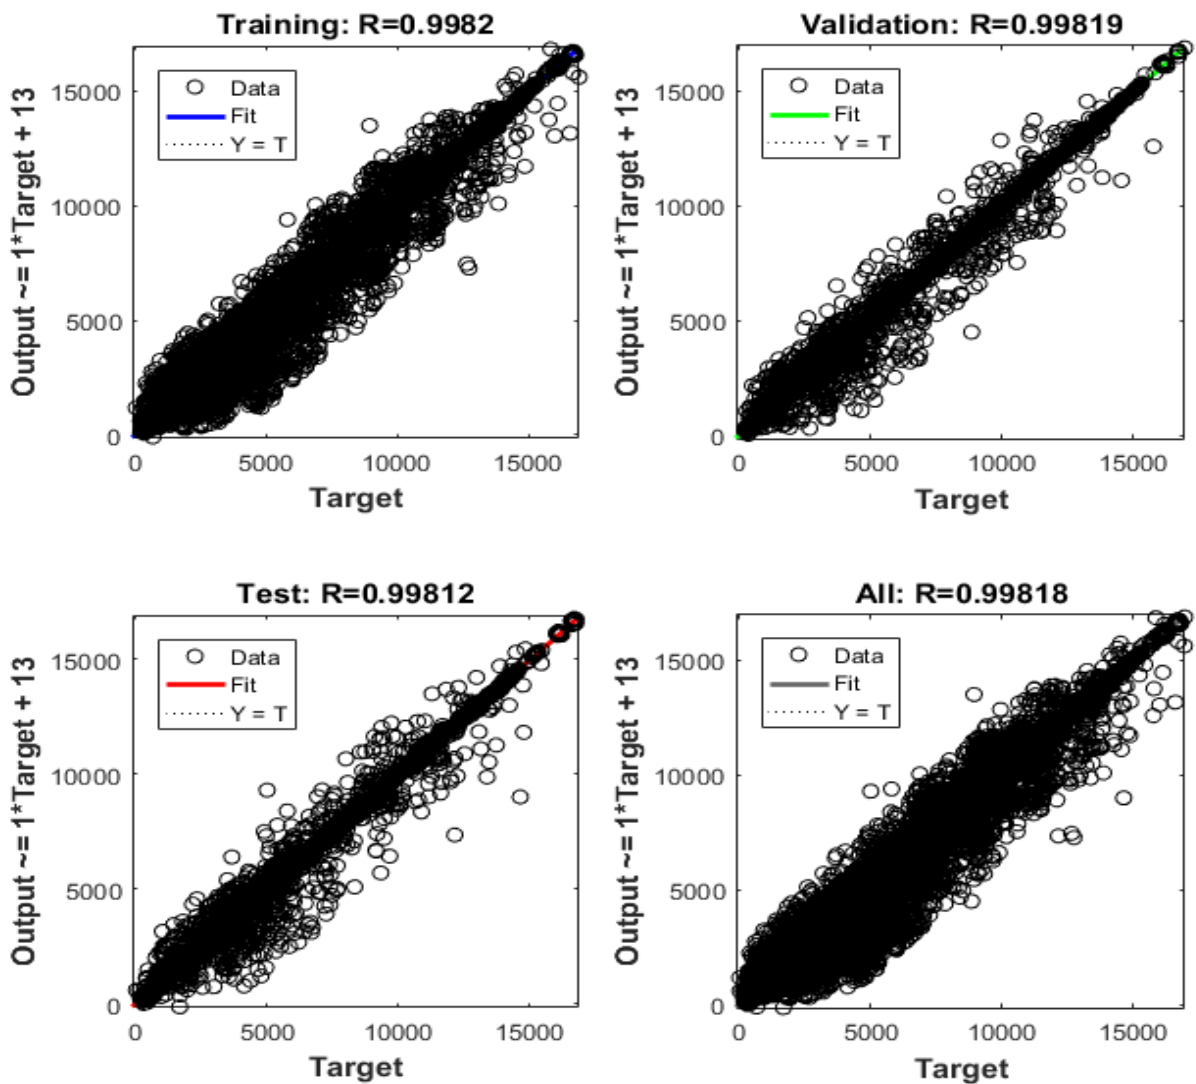 Training: R=0.9982
Output ~= 1*Target + 13
15000
10000
5000
0
Data
Fit
Y = T
0 5000 10000 15000
Target
Validation: R=0.99819
Output ~= 1*Target + 13
15000
10000
5000
0
Data
Fit
Y = T
0 5000 10000 15000
Target
Test: R=0.99812
Output ~= 1*Target + 13
15000
10000
5000
0
Data
Fit
Y = T
0 5000 10000 15000
Target
All: R=0.99818
Output ~= 1*Target + 13
15000
10000
5000
0
Data
Fit
Y = T
0 5000 10000 15000
Target